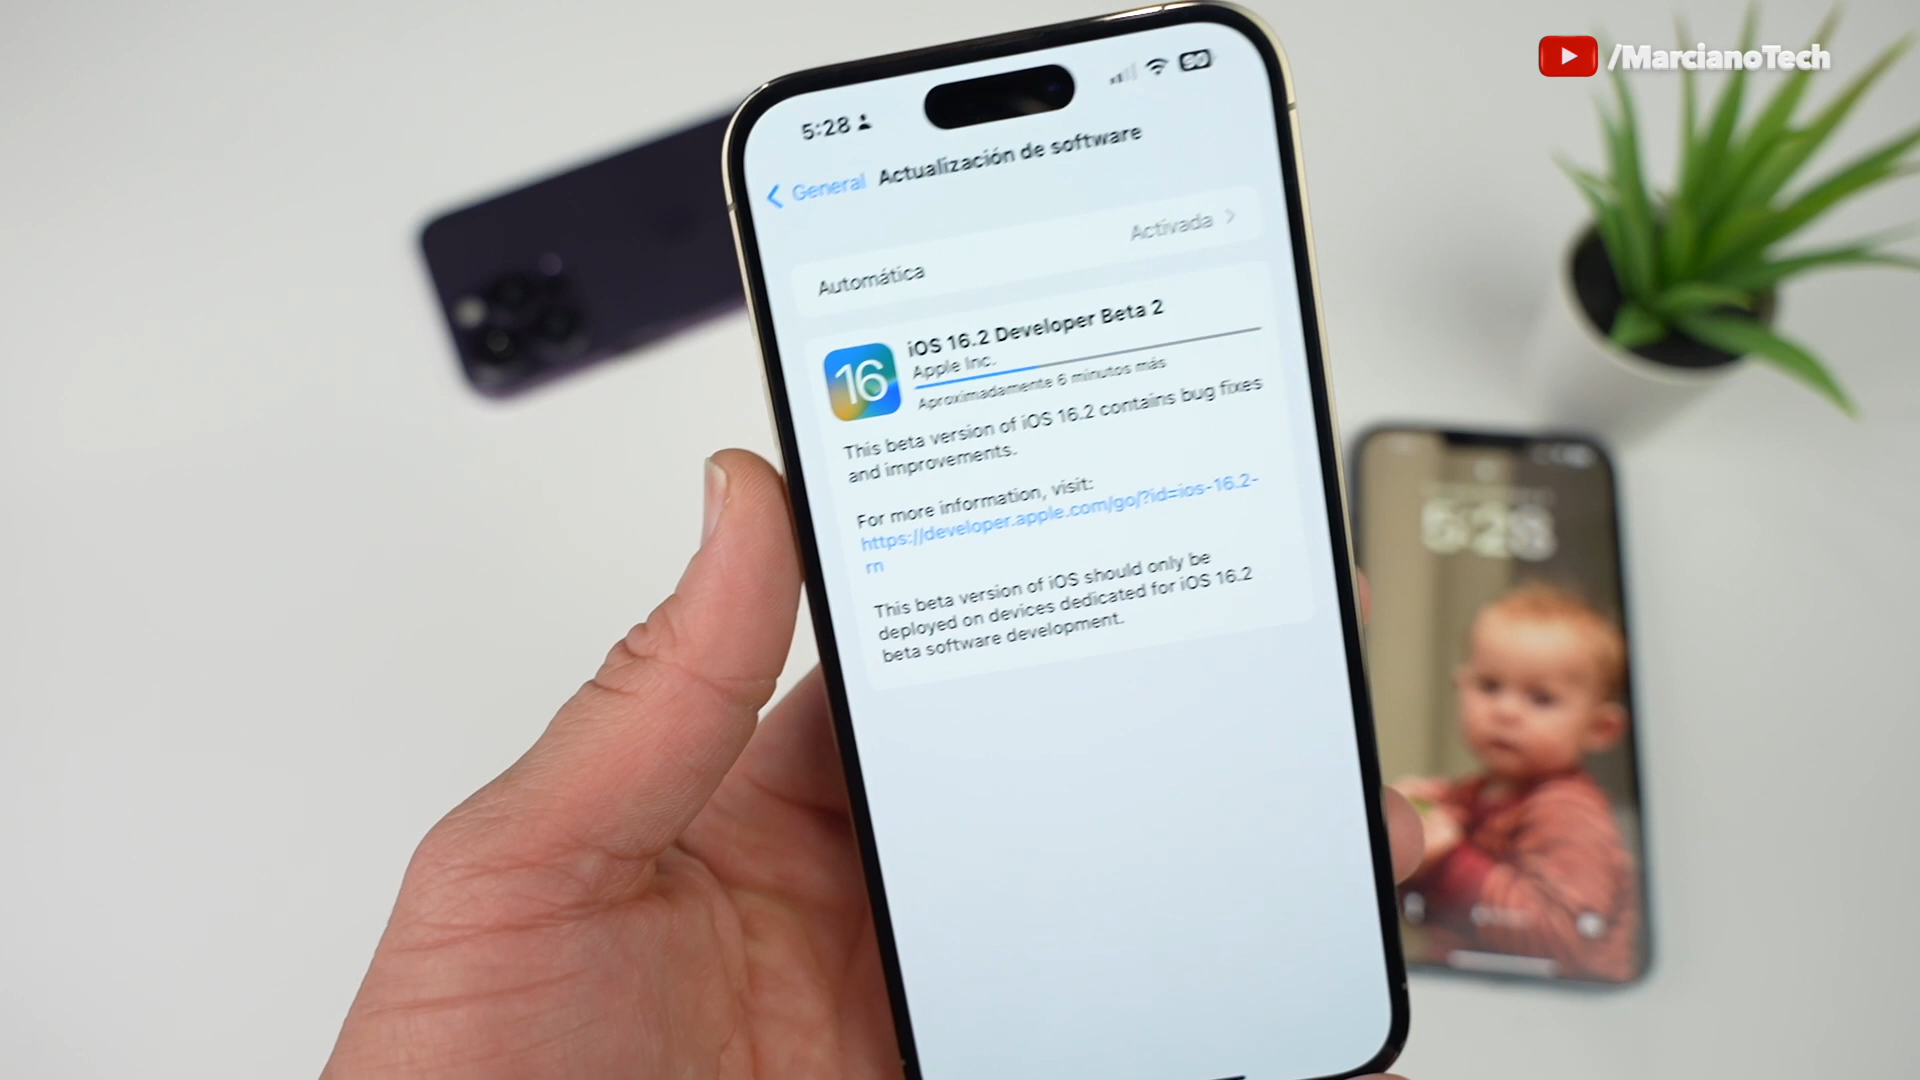 /MarcianoTech
5:28
90
General
Actualización de software
Automática
Activada
iOS 16.2 Developer Beta 2
Apple Inc.
Aproximadamente 6 minutos más
16
This beta version of iOS 16.2 contains bug fixes
and improvements.
For more information, visit:
https://developer.apple.com/go/?id=ios-16.2-
rn
This beta version of iOS should only be
deployed on devices dedicated for iOS 16.2
beta software development.
5:28